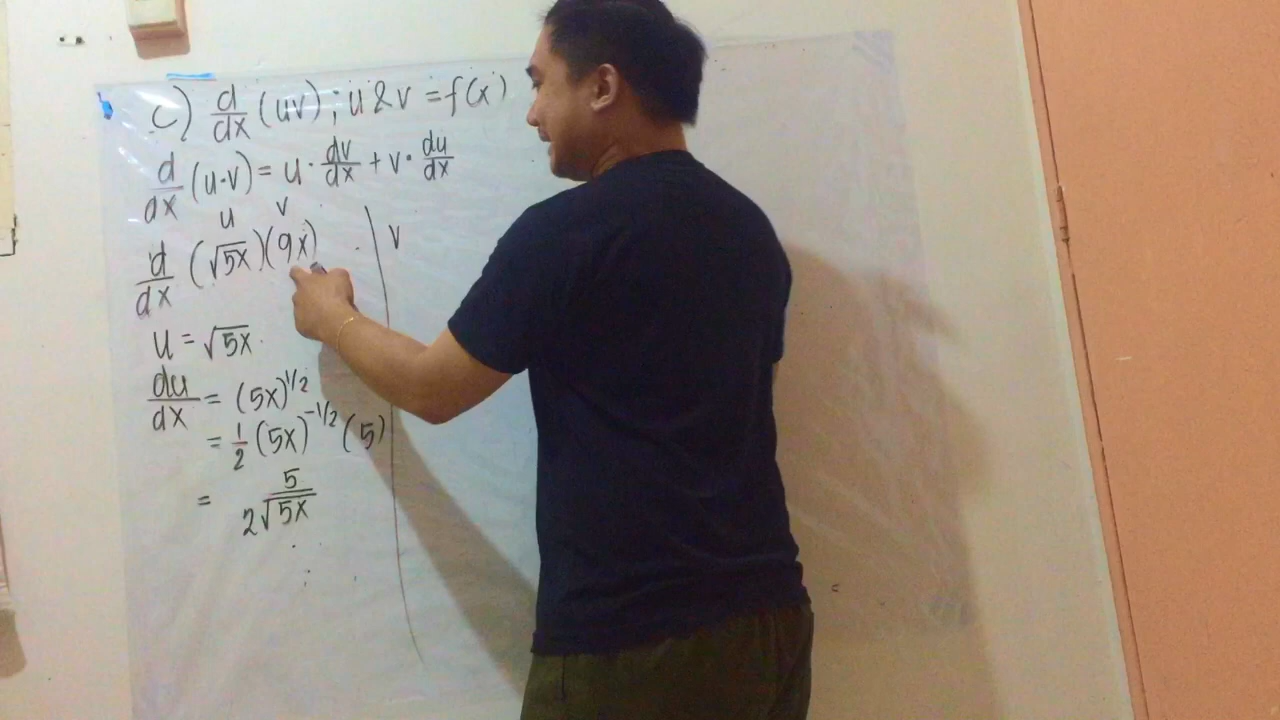 c) d/dx (uv) ; u & v = f(x)
d/dx (u·v) = u · dv/dx + v · du/dx
u v
d/dx (√5x)(9x)
v
u = √5x
du/dx = (5x)^1/2
= 1/2 (5x)^-1/2 (5)
= 5/2√5x